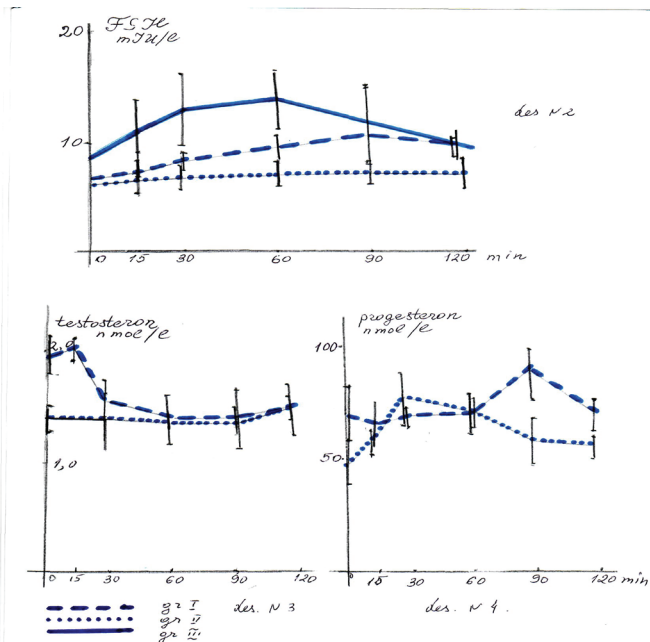 FSH
mIU/l
20
10
des N2
0 15 30 60 90 120 min
testosteron
nmol/l
2,0
1,0
0 15 30 60 90 120
progesteron
nmol/l
100
50
0 15 30 60 90 120 min
gr I
gr II
gr III
des. N 3
des. N 4.